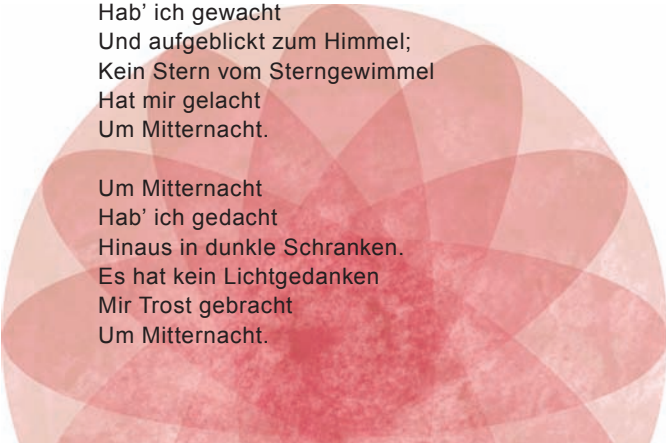 Hab’ ich gewacht
Und aufgeblickt zum Himmel;
Kein Stern vom Sterngewimmel
Hat mir gelacht
Um Mitternacht.

Um Mitternacht
Hab’ ich gedacht
Hinaus in dunkle Schranken.
Es hat kein Lichtgedanken
Mir Trost gebracht
Um Mitternacht.